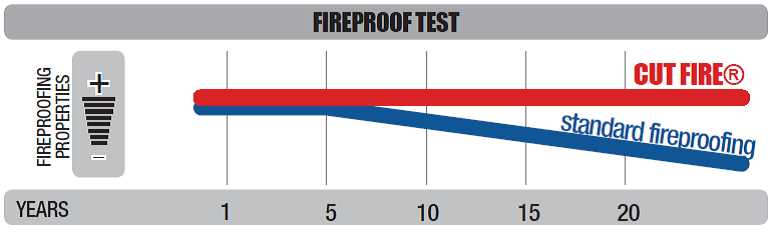 FIREPROOF TEST
FIREPROOFING
PROPERTIES
+
–
CUT FIRE®
standard fireproofing
YEARS 1 5 10 15 20